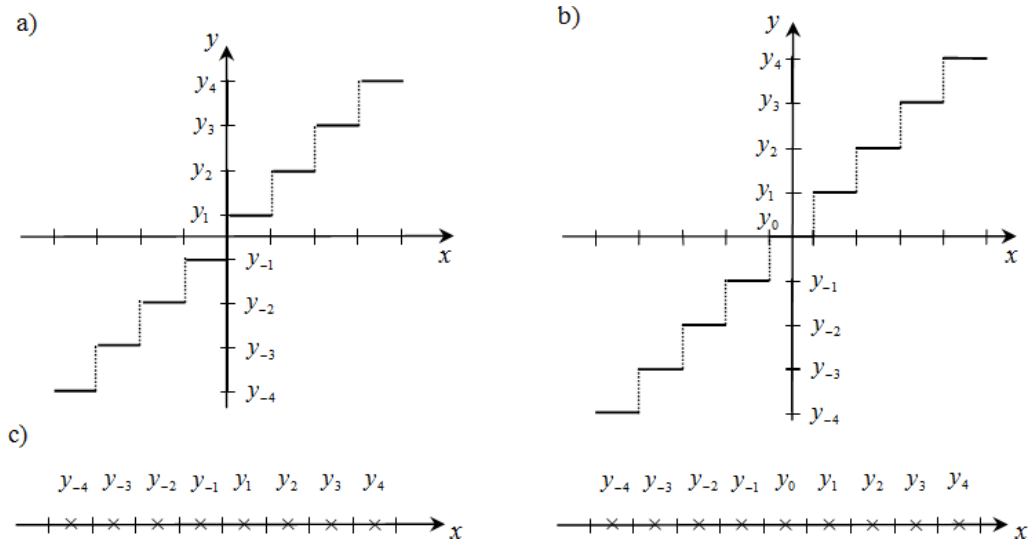 a)
y
y₄
y₃
y₂
y₁
x
y₋₁
y₋₂
y₋₃
y₋₄
b)
y
y₄
y₃
y₂
y₁
y₀
x
y₋₁
y₋₂
y₋₃
y₋₄
c)
y₋₄ y₋₃ y₋₂ y₋₁ y₁ y₂ y₃ y₄
x
y₋₄ y₋₃ y₋₂ y₋₁ y₀ y₁ y₂ y₃ y₄
x